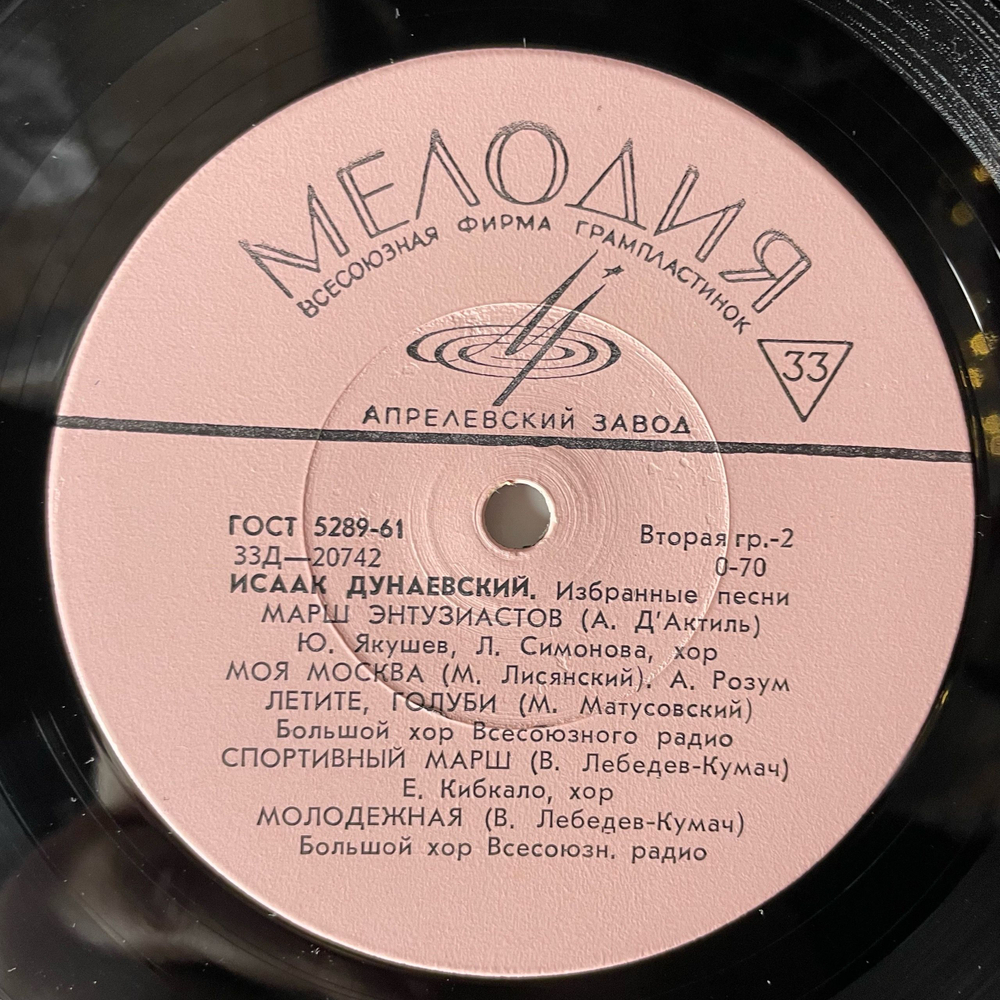 МЕЛОДИЯ
ВСЕСОЮЗНАЯ ФИРМА ГРАМПЛАСТИНОК
33
АПРЕЛЕВСКИЙ ЗАВОД
ГОСТ 5289-61
Вторая гр.-2
33Д—20742
0-70
ИСААК ДУНАЕВСКИЙ. Избранные песни
МАРШ ЭНТУЗИАСТОВ (А. Д'Актиль)
Ю. Якушев, Л. Симонова, хор
МОЯ МОСКВА (М. Лисянский). А. Розум
ЛЕТИТЕ, ГОЛУБИ (М. Матусовский)
Большой хор Всесоюзного радио
СПОРТИВНЫЙ МАРШ (В. Лебедев-Кумач)
Е. Кибкало, хор
МОЛОДЕЖНАЯ (В. Лебедев-Кумач)
Большой хор Всесоюзн. радио